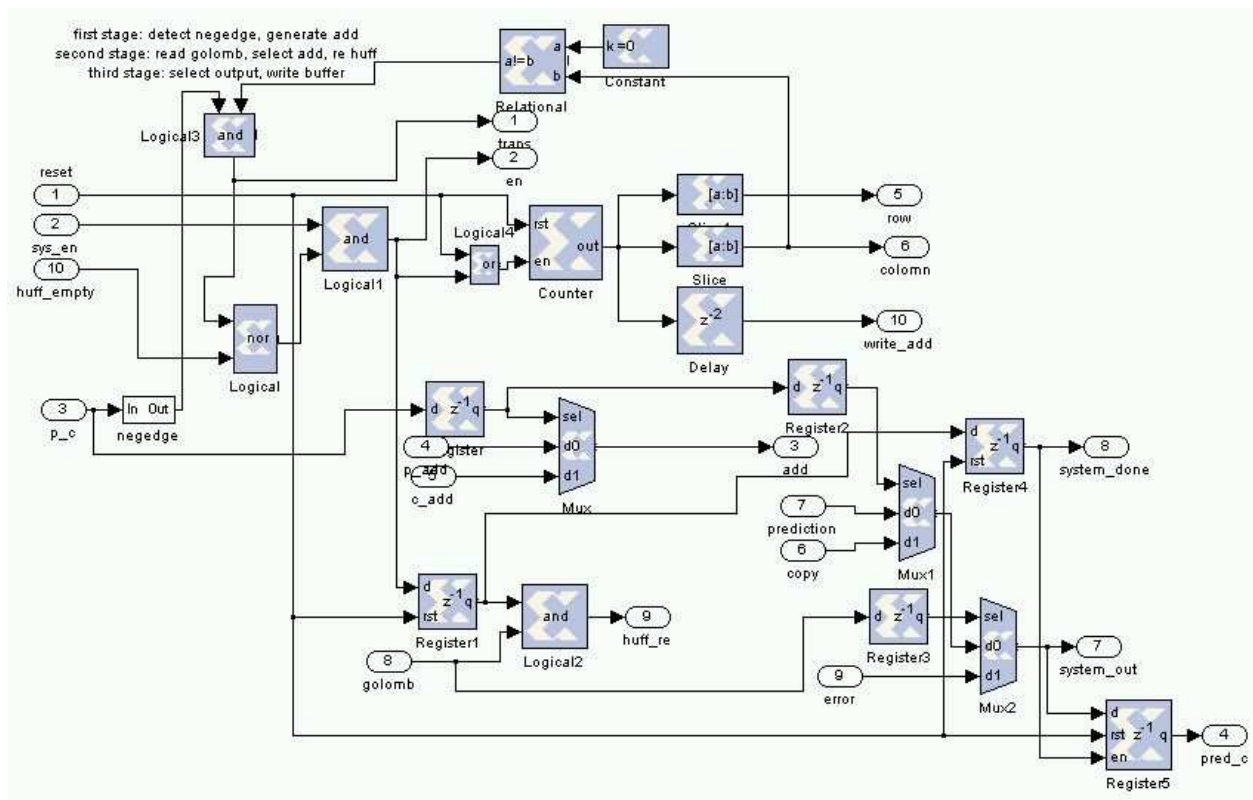 first stage: detect negedge, generate add
second stage: read golomb, select add, re huff
third stage: select output, write buffer
a
a!=b
b
Relational
k =0
Constant
Logical3
and
1
trans
2
en
reset
1
2
sys_en
10
huff_empty
and
Logical1
Logical4
or
rst
out
en
Counter
[a:b]
[a:b]
Slice
z-2
Delay
5
row
6
colomn
10
write_add
nor
Logical
3
p_c
In Out
negedge
d z-1 q
4
p_add
c_add
sel
d0
d1
Mux
3
add
d z-1 q
Register2
7
prediction
6
copy
sel
d0
d1
Mux1
d
z-1 q
rst
Register4
8
system_done
d
z-1 q
rst
Register1
and
Logical2
9
huff_re
8
golomb
d z-1 q
Register3
9
error
sel
d0
d1
Mux2
7
system_out
d
rst z-1 q
en
Register5
4
pred_c